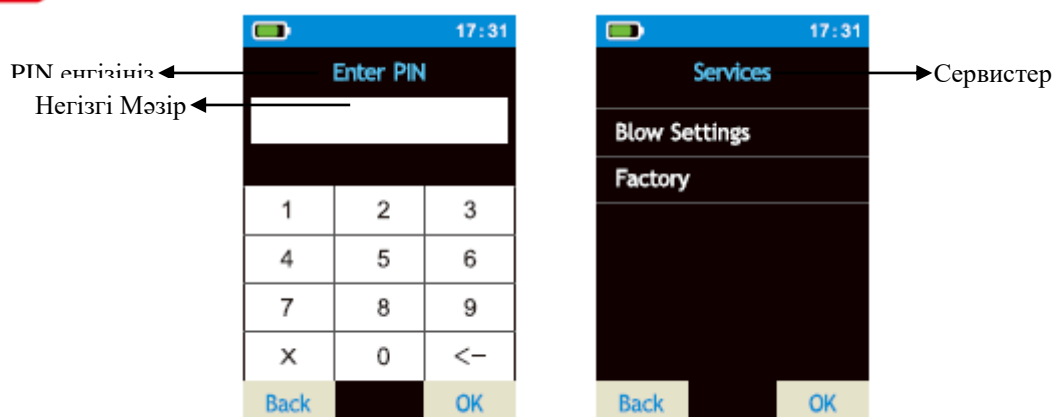 17:31
17:31
PIN енгізіңіз
Enter PIN
Services
Сервистер
Негізгі Мәзір
Blow Settings
Factory
1 2 3
4 5 6
7 8 9
X 0 <-
Back OK
Back OK